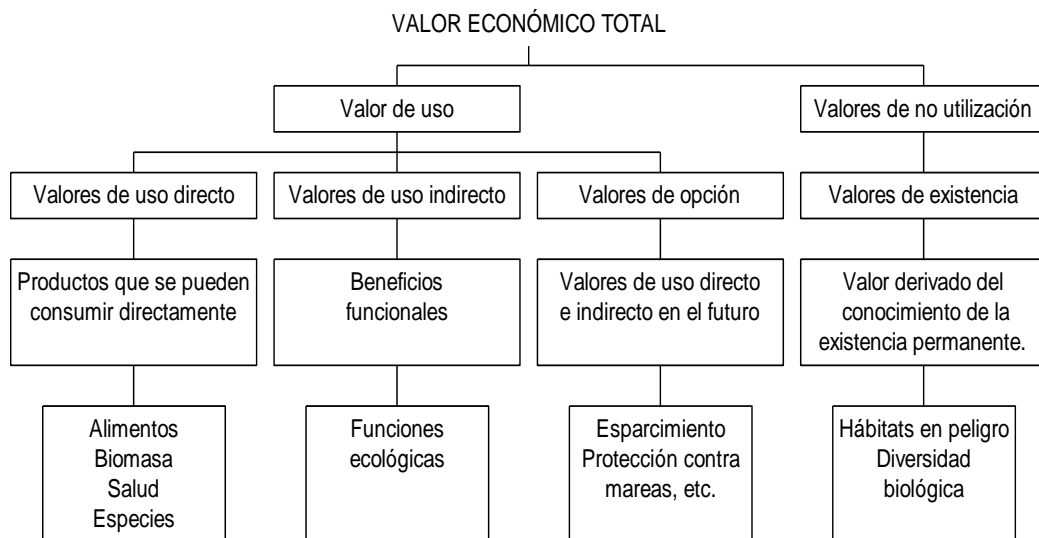 VALOR ECONÓMICO TOTAL
Valor de uso
Valores de no utilización
Valores de uso directo
Valores de uso indirecto
Valores de opción
Valores de existencia
Productos que se pueden
consumir directamente
Beneficios
funcionales
Valores de uso directo
e indirecto en el futuro
Valor derivado del
conocimiento de la
existencia permanente.
Alimentos
Biomasa
Salud
Especies
Funciones
ecológicas
Esparcimiento
Protección contra
mareas, etc.
Hábitats en peligro
Diversidad
biológica